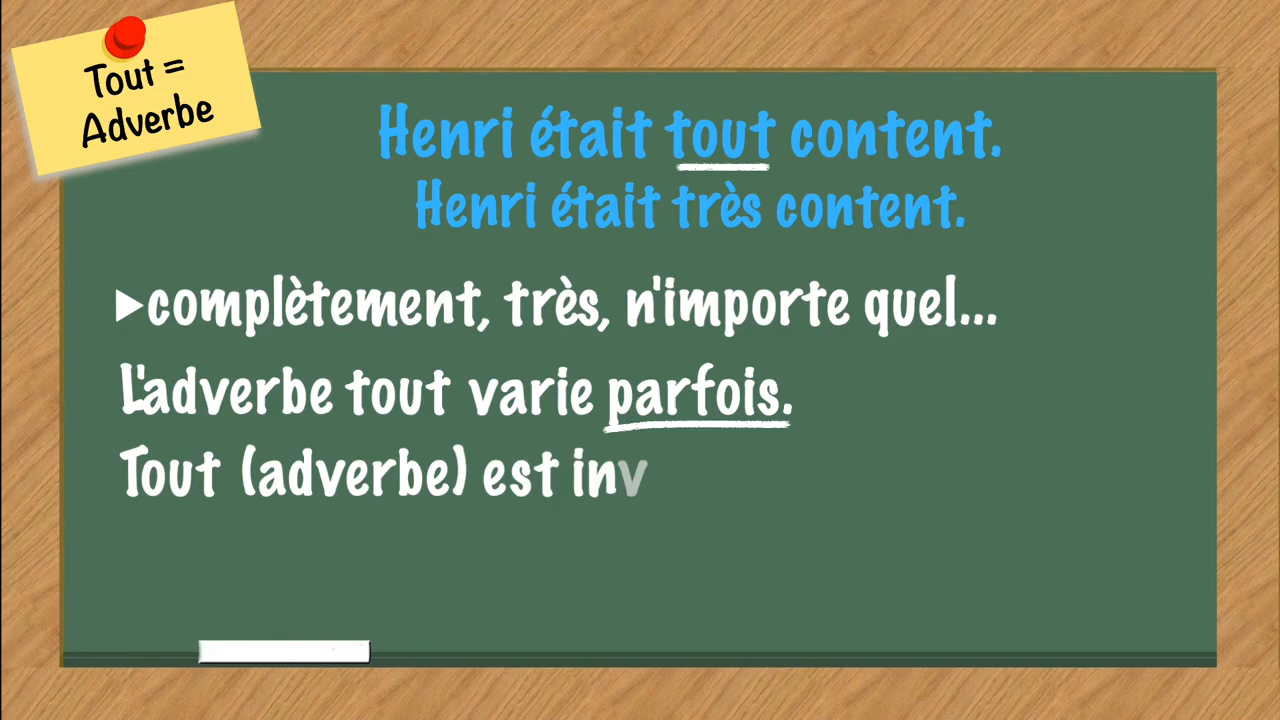 Tout =
Adverbe
Henri était tout content.
Henri était très content.
▸complètement, très, n'importe quel...
L'adverbe tout varie parfois.
Tout (adverbe) est inv